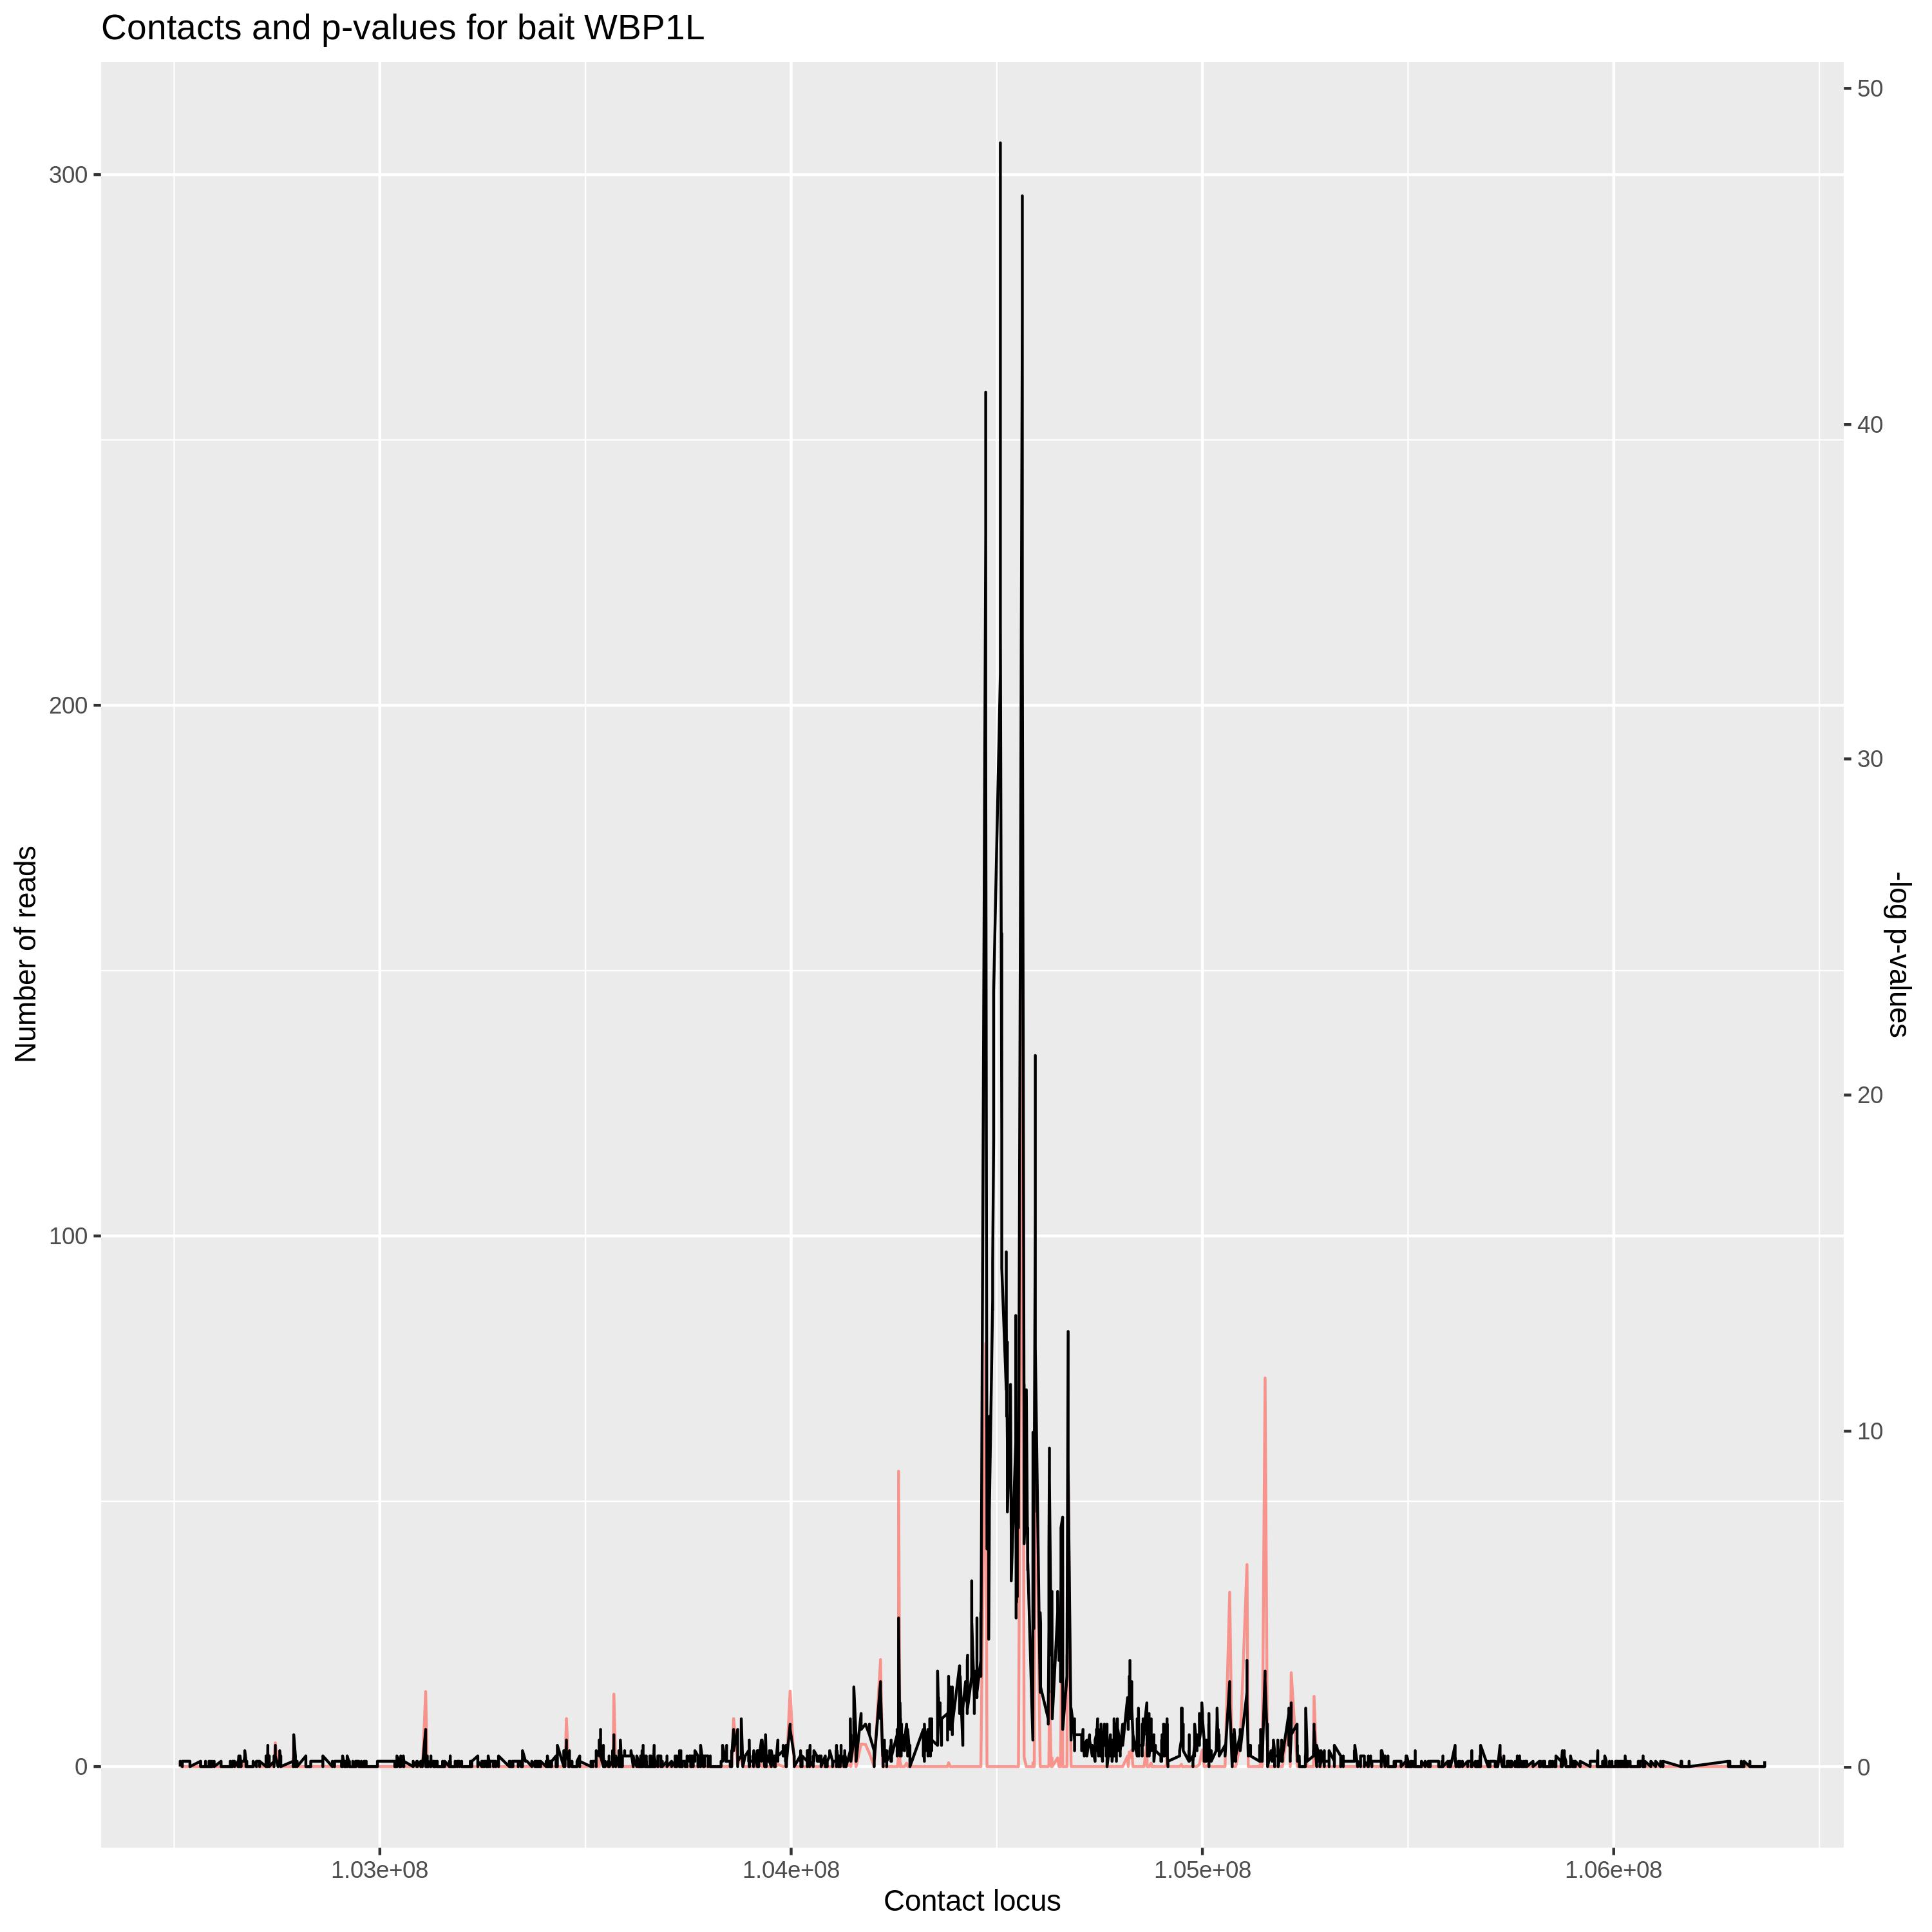 Contacts and p-values for bait WBP1L
300
200
100
0
Number of reads
50
40
30
20
10
0
-log p-values
1.03e+08
1.04e+08
1.05e+08
1.06e+08
Contact locus